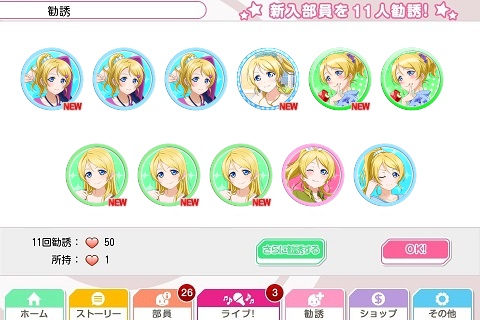 勧誘
新入部員を11人勧誘!
NEW NEW NEW NEW NEW NEW
NEW NEW NEW
11回勧誘： 50
所持： 1
さらに勧誘する
OK!
26
3
ホーム
ストーリー
部員
ライブ!
勧誘
ショップ
その他